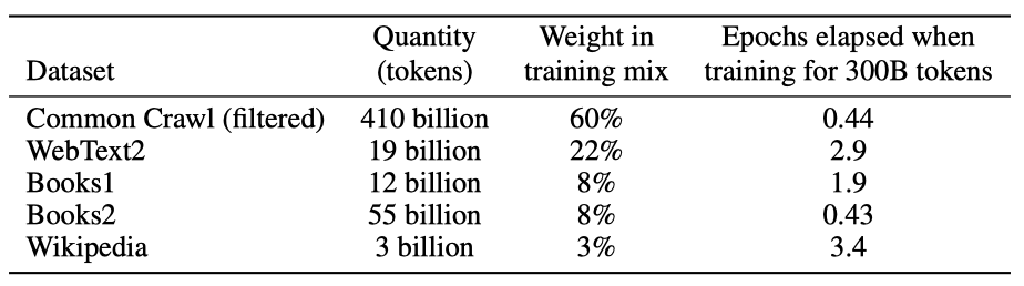 Dataset Quantity (tokens) Weight in training mix Epochs elapsed when training for 300B tokens
Common Crawl (filtered) 410 billion 60% 0.44
WebText2 19 billion 22% 2.9
Books1 12 billion 8% 1.9
Books2 55 billion 8% 0.43
Wikipedia 3 billion 3% 3.4